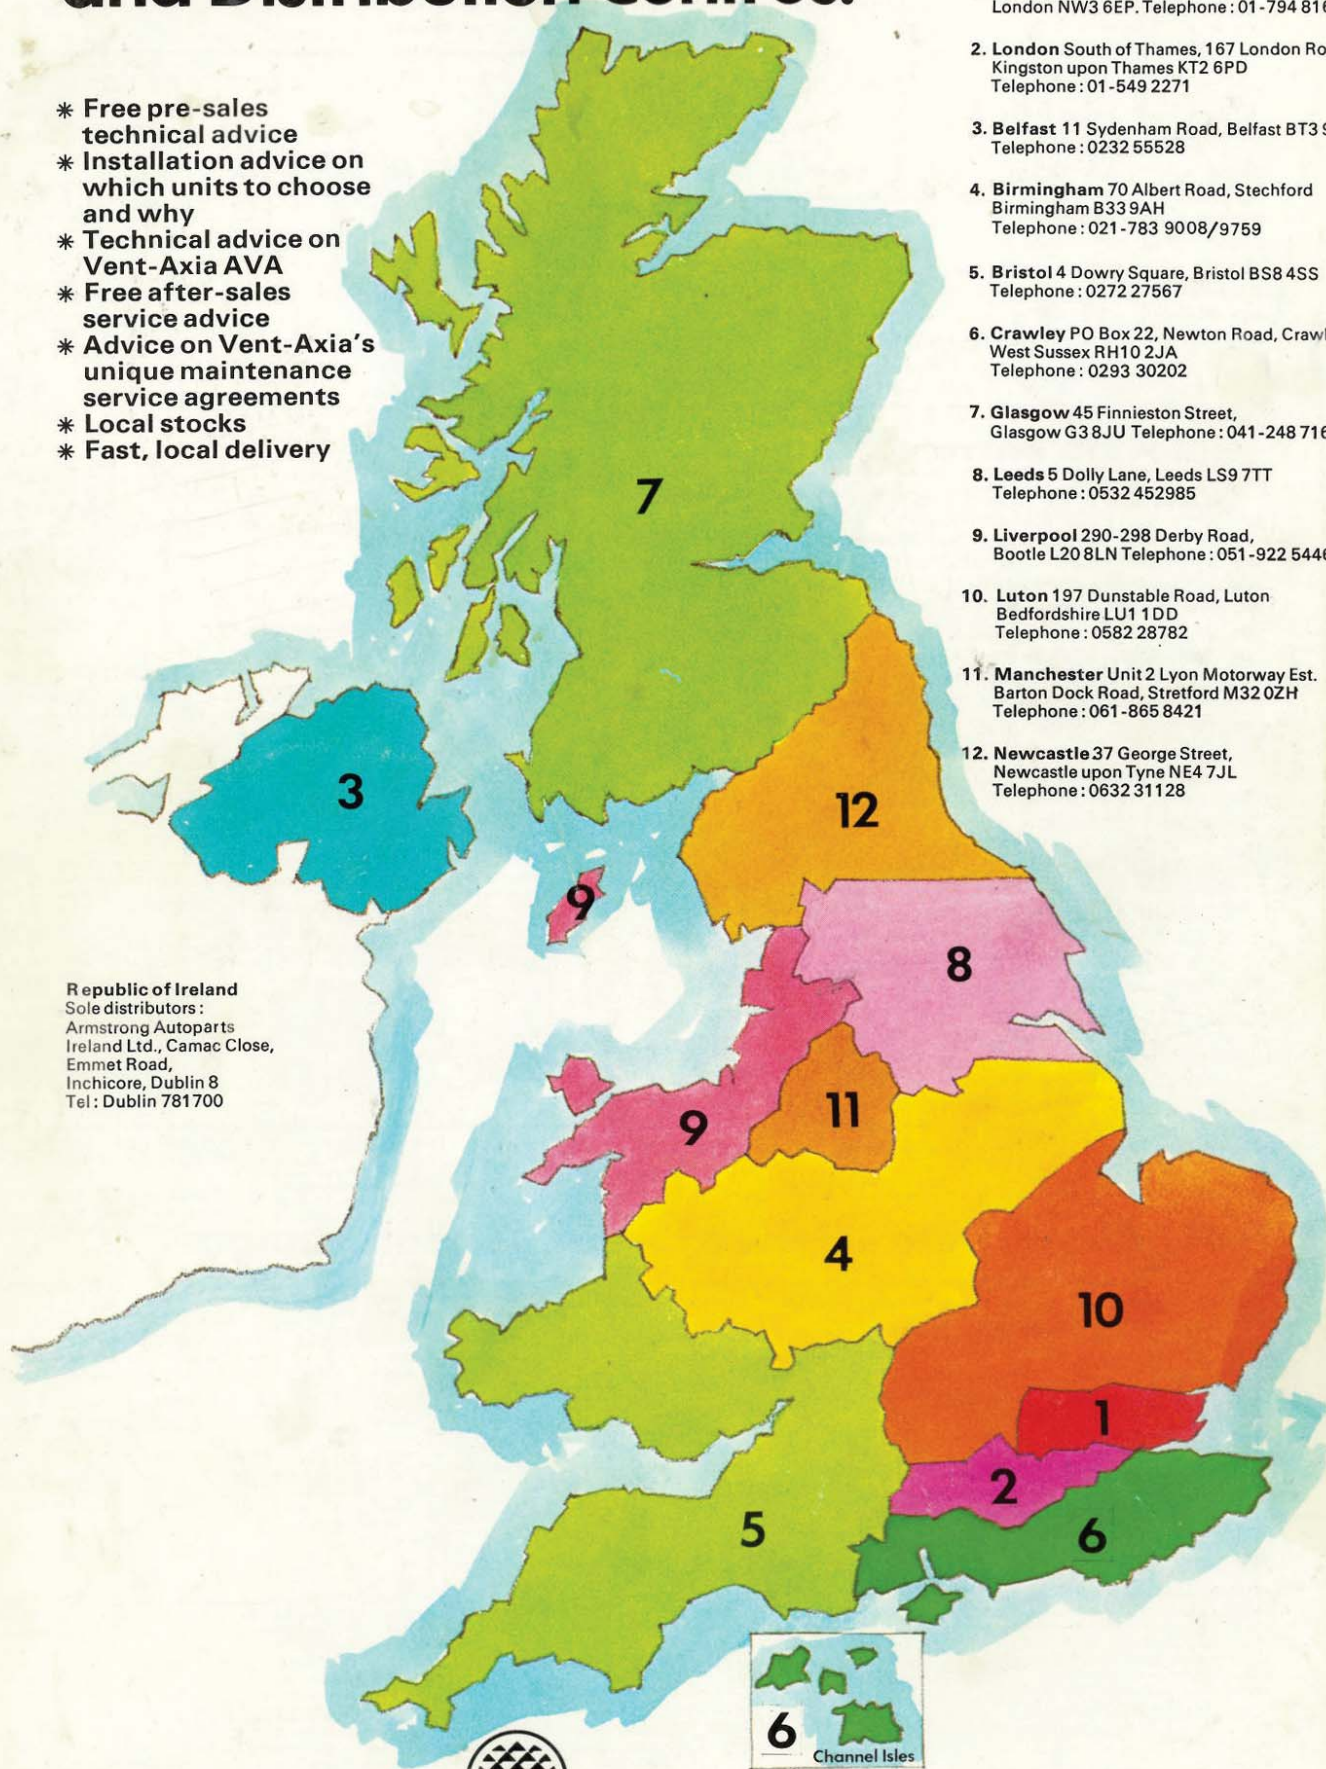 and Distribution Centres.
* Free pre-sales
technical advice
* Installation advice on
which units to choose
and why
* Technical advice on
Vent-Axia AVA
* Free after-sales
service advice
* Advice on Vent-Axia's
unique maintenance
service agreements
* Local stocks
* Fast, local delivery
London NW3 6EP. Telephone: 01-794 816
2. London South of Thames, 167 London Ro
Kingston upon Thames KT2 6PD
Telephone: 01-549 2271
3. Belfast 11 Sydenham Road, Belfast BT3
Telephone: 0232 55528
4. Birmingham 70 Albert Road, Stechford
Birmingham B33 9AH
Telephone: 021-783 9008/9759
5. Bristol 4 Dowry Square, Bristol BS8 4SS
Telephone: 0272 27567
6. Crawley PO Box 22, Newton Road, Crawl
West Sussex RH10 2JA
Telephone: 0293 30202
7. Glasgow 45 Finnieston Street,
Glasgow G3 8JU Telephone: 041-248 716
8. Leeds 5 Dolly Lane, Leeds LS9 7TT
Telephone: 0532 452985
9. Liverpool 290-298 Derby Road,
Bootle L20 8LN Telephone: 051-922 5446
10. Luton 197 Dunstable Road, Luton
Bedfordshire LU1 1DD
Telephone: 0582 28782
11. Manchester Unit 2 Lyon Motorway Est.
Barton Dock Road, Stretford M32 0ZH
Telephone: 061-865 8421
12. Newcastle 37 George Street,
Newcastle upon Tyne NE4 7JL
Telephone: 0632 31128
7
3
12
9
8
Republic of Ireland
Sole distributors:
Armstrong Autoparts
Ireland Ltd., Camac Close,
Emmet Road,
Inchicore, Dublin 8
Tel: Dublin 781700
11
9
4
10
1
2
5
6
6
Channel Isles